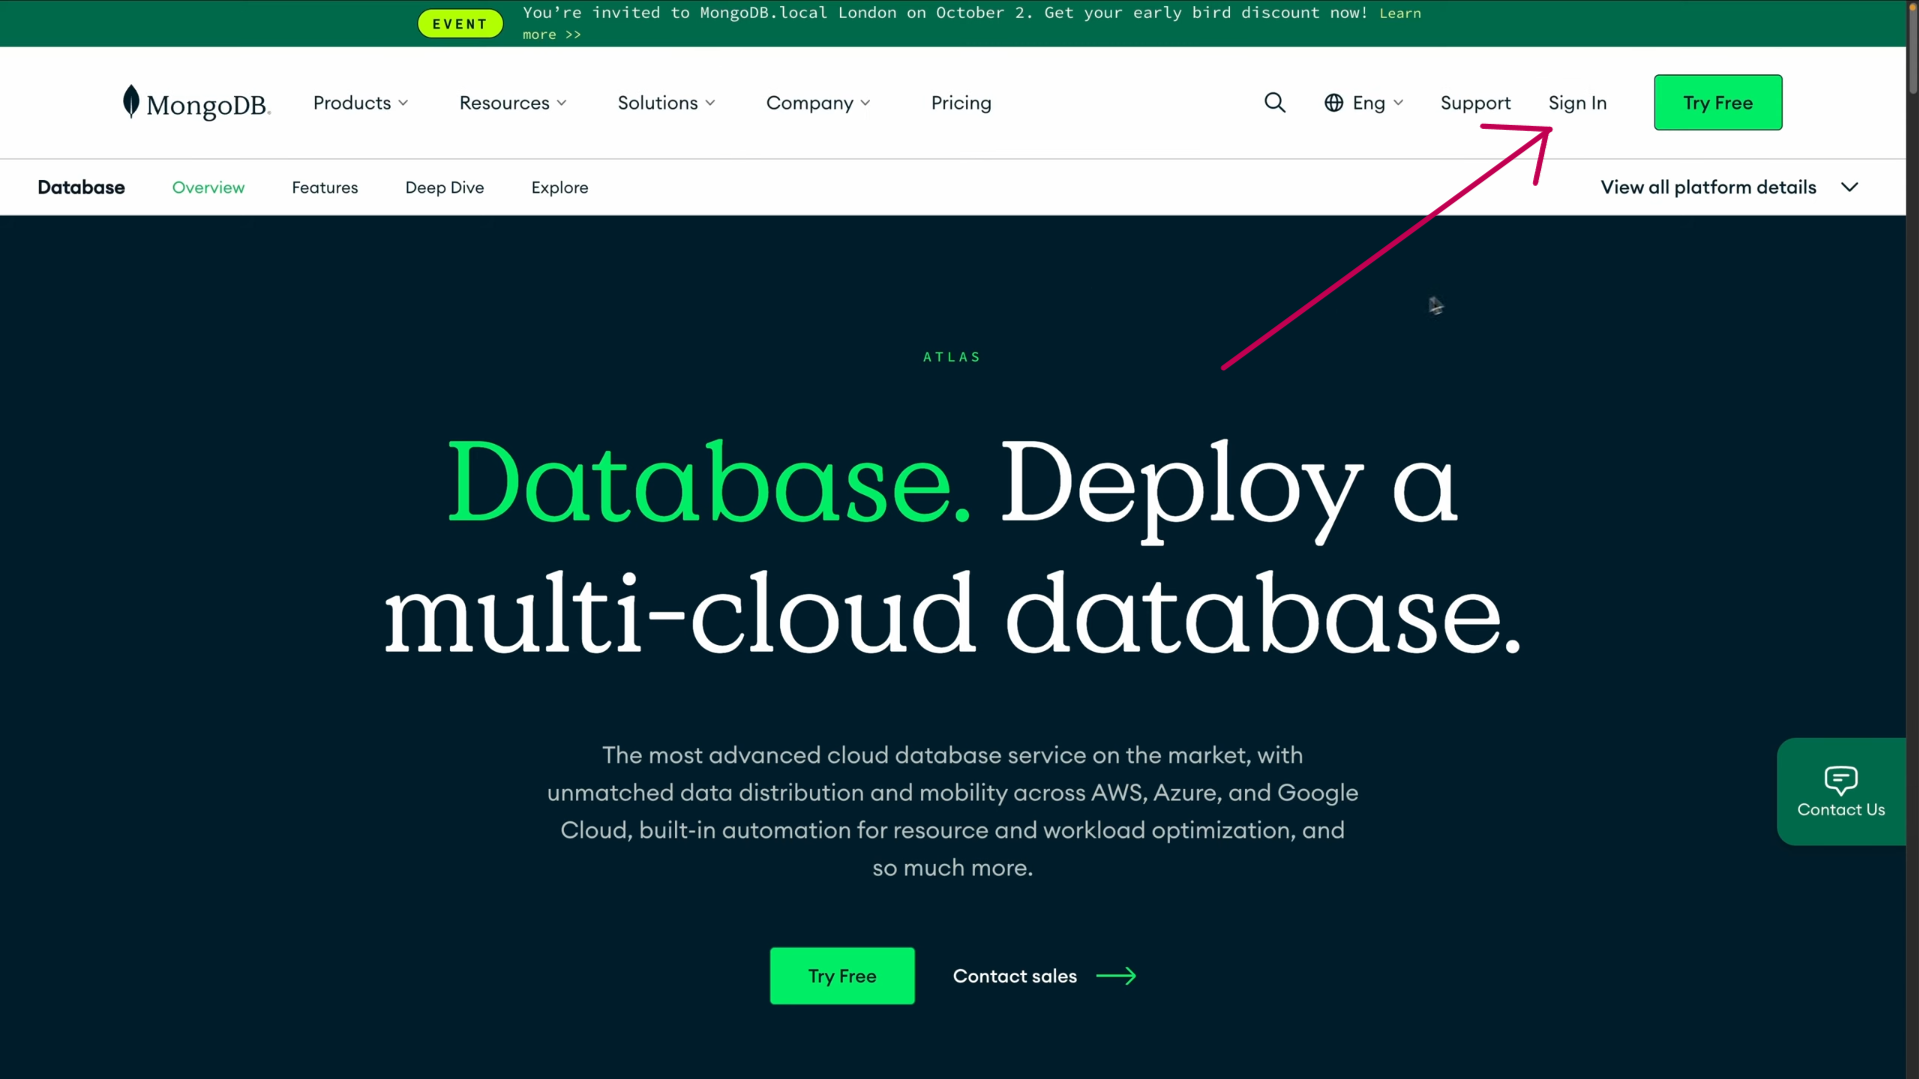 EVENT
You’re invited to MongoDB.local London on October 2. Get your early bird discount now! Learn
more >>
MongoDB.
Products
Resources
Solutions
Company
Pricing
Eng
Support
Sign In
Try Free
Database
Overview
Features
Deep Dive
Explore
View all platform details
ATLAS
Database. Deploy a
multi-cloud database.
The most advanced cloud database service on the market, with
unmatched data distribution and mobility across AWS, Azure, and Google
Cloud, built-in automation for resource and workload optimization, and
so much more.
Contact Us
Try Free
Contact sales